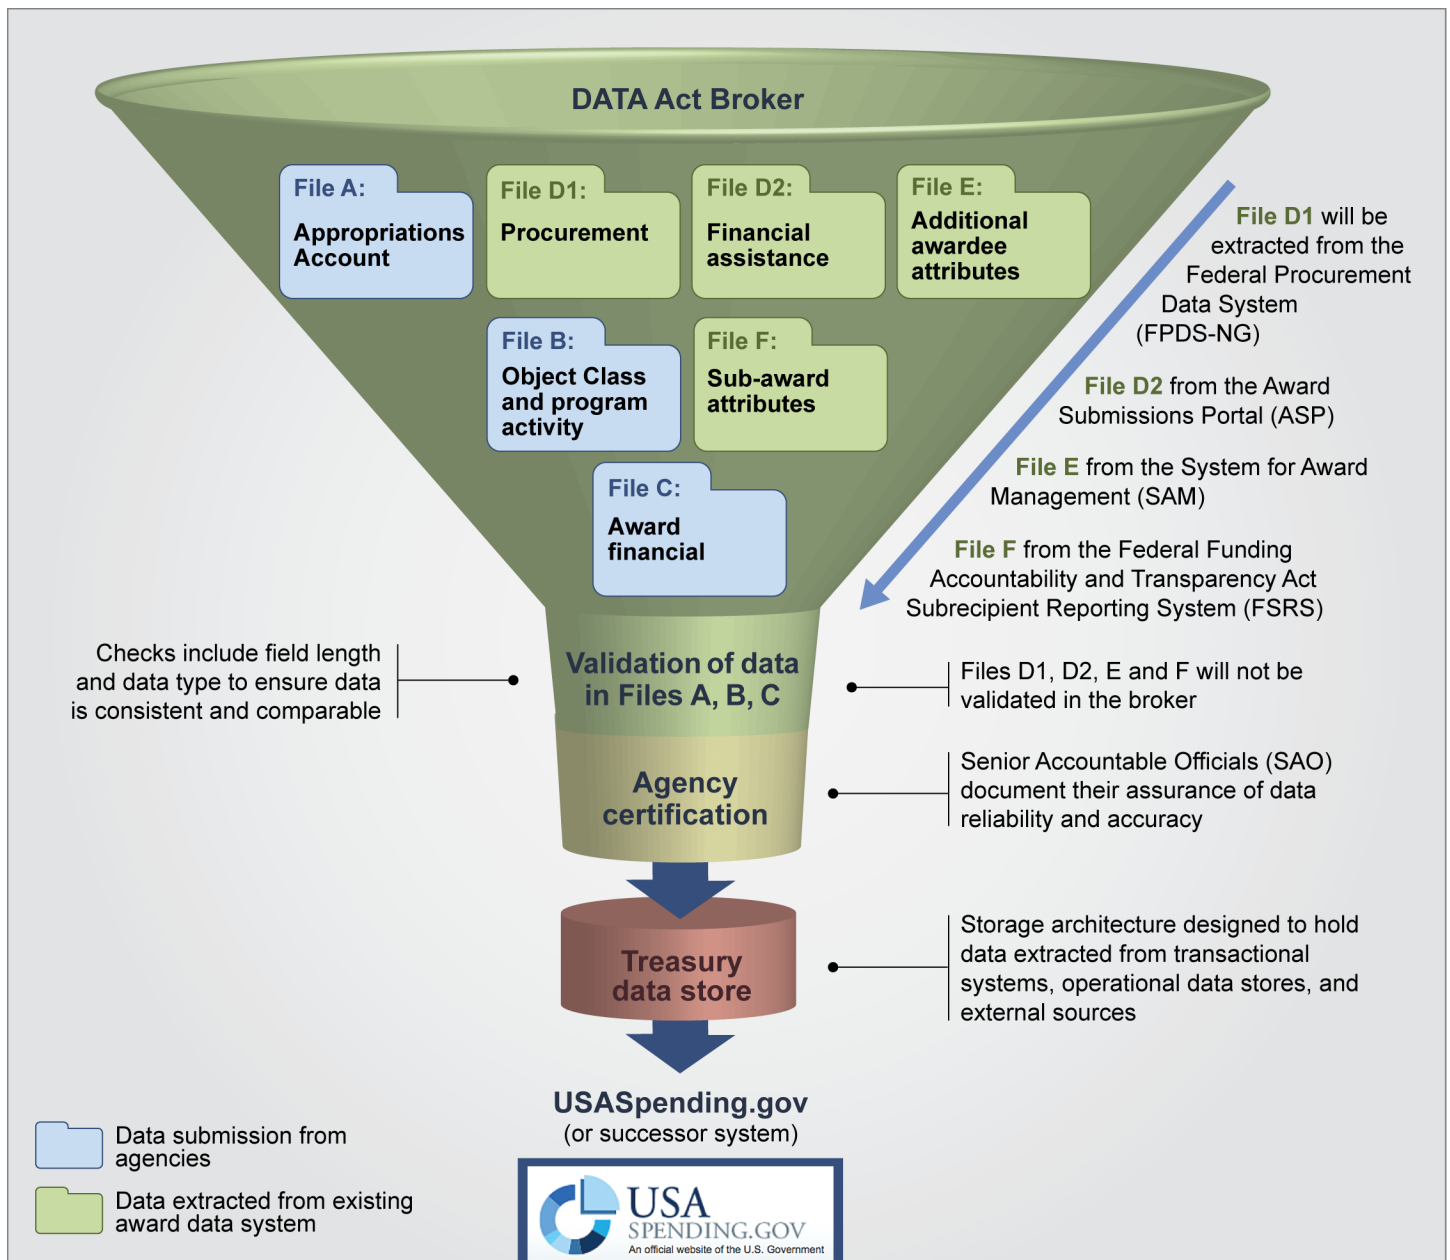 DATA Act Broker
File A:
Appropriations
Account
File D1:
Procurement
File D2:
Financial
assistance
File E:
Additional
awardee
attributes
File B:
Object Class
and program
activity
File F:
Sub-award
attributes
File C:
Award
financial
File D1 will be
extracted from the
Federal Procurement
Data System
(FPDS-NG)
File D2 from the Award
Submissions Portal (ASP)
File E from the System for Award
Management (SAM)
File F from the Federal Funding
Accountability and Transparency Act
Subrecipient Reporting System (FSRS)
Checks include field length
and data type to ensure data
is consistent and comparable
Validation of data
in Files A, B, C
Files D1, D2, E and F will not be
validated in the broker
Agency
certification
Senior Accountable Officials (SAO)
document their assurance of data
reliability and accuracy
Treasury
data store
Storage architecture designed to hold
data extracted from transactional
systems, operational data stores, and
external sources
USASpending.gov
(or successor system)
Data submission from
agencies
Data extracted from existing
award data system
USA
SPENDING.GOV
An official website of the U.S. Government